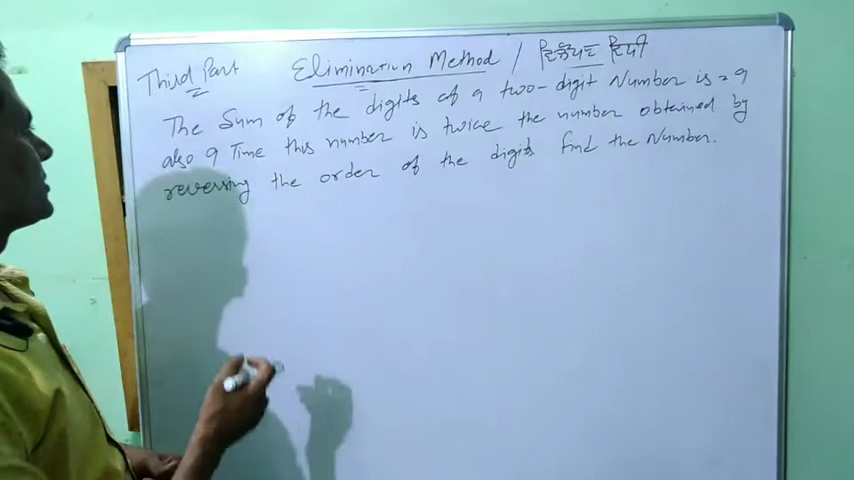 Third Part Elimination Method /
The Sum of the digits of a two-digit Number is = 9
also 9 Time this number is twice the number obtained by
reversing the order of the digits find the Number.